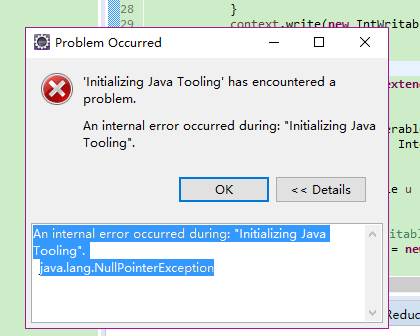 28 }
29 context.write(new IntWritab
Problem Occurred
'Initializing Java Tooling' has encountered a
problem.
An internal error occurred during: "Initializing Java
Tooling".
OK
<< Details
An internal error occurred during: "Initializing Java
Tooling".
java.lang.NullPointerException
exten
erabl
Int
le u
itabl
= new
Reduc